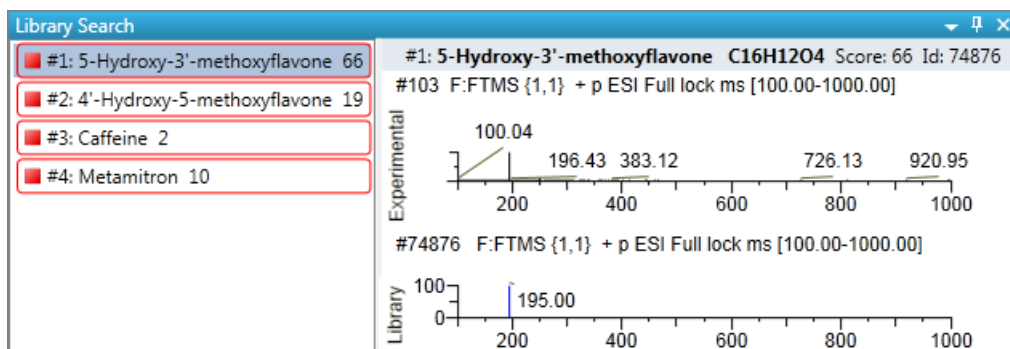 Library Search
#1: 5-Hydroxy-3'-methoxyflavone 66
#2: 4'-Hydroxy-5-methoxyflavone 19
#3: Caffeine 2
#4: Metamitron 10
#1: 5-Hydroxy-3'-methoxyflavone C16H12O4 Score: 66 Id: 74876
#103 F:FTMS {1,1} + p ESI Full lock ms [100.00-1000.00]
Experimental
100.04
196.43 383.12 726.13 920.95
200 400 600 800 1000
#74876 F:FTMS {1,1} + p ESI Full lock ms [100.00-1000.00]
Library
100
195.00
0
200 400 600 800 1000